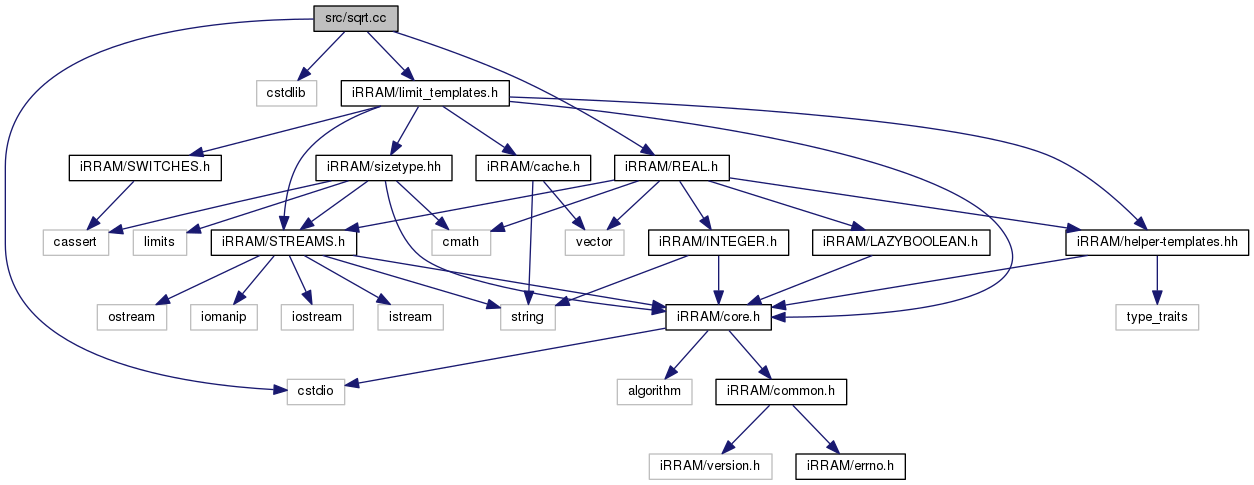 src/sqrt.cc
cstdlib
iRRAM/limit_templates.h
iRRAM/SWITCHES.h
iRRAM/sizetype.hh
iRRAM/cache.h
iRRAM/REAL.h
cassert
limits
iRRAM/STREAMS.h
cmath
vector
iRRAM/INTEGER.h
iRRAM/LAZYBOOLEAN.h
iRRAM/helper-templates.hh
ostream
iomanip
iostream
istream
string
iRRAM/core.h
type_traits
cstdio
algorithm
iRRAM/common.h
iRRAM/version.h
iRRAM/errno.h